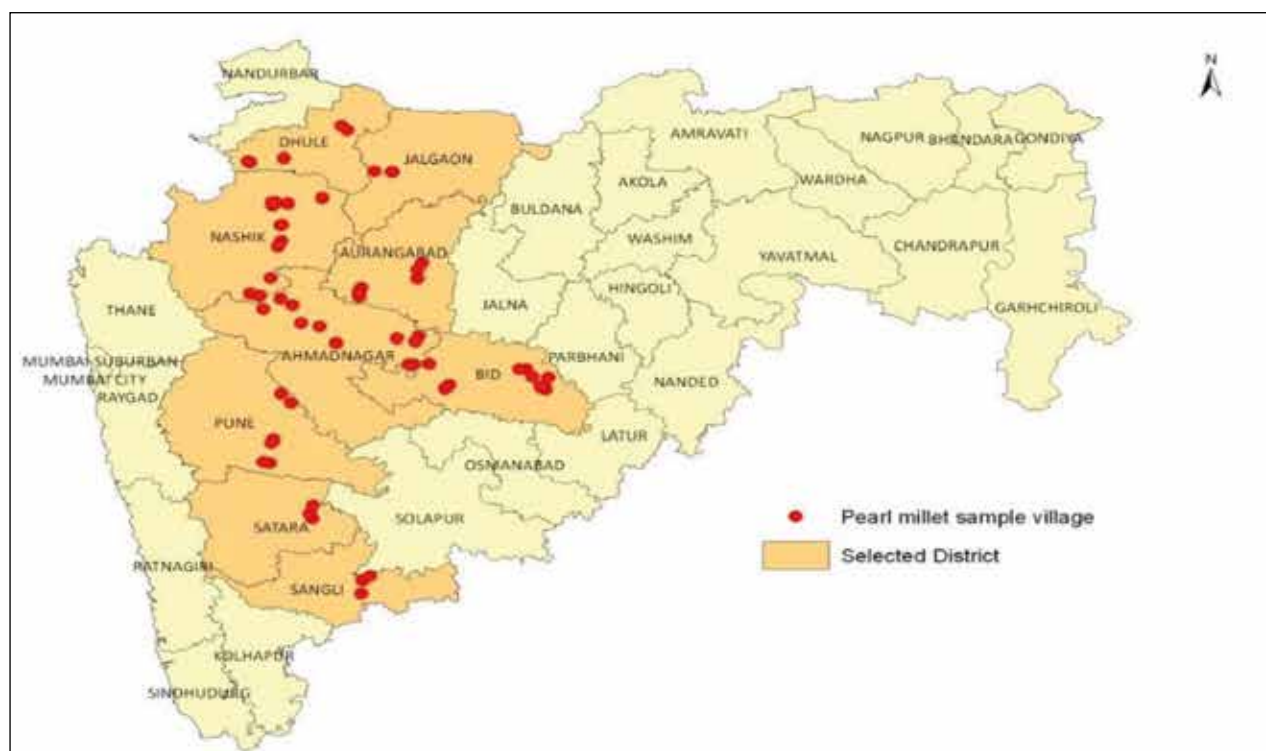 N
NANDURBAR
DHULE
JALGAON
AMRAVATI
NAGPUR
BHANDARA
GONDIYA
AKOLA
WARDHA
BULDANA
WASHIM
NASHIK
AURANGABAD
YAVATMAL
CHANDRAPUR
HINGOLI
JALNA
THANE
GARHCHIROLI
MUMBAI SUBURBAN
AHMADNAGAR
PARBHANI
MUMBAI CITY
BID
NANDED
RAYGAD
PUNE
LATUR
OSMANABAD
SATARA
SOLAPUR
Pearl millet sample village
Selected District
RATNAGIRI
SANGLI
KOLHAPUR
SINDHUDURG